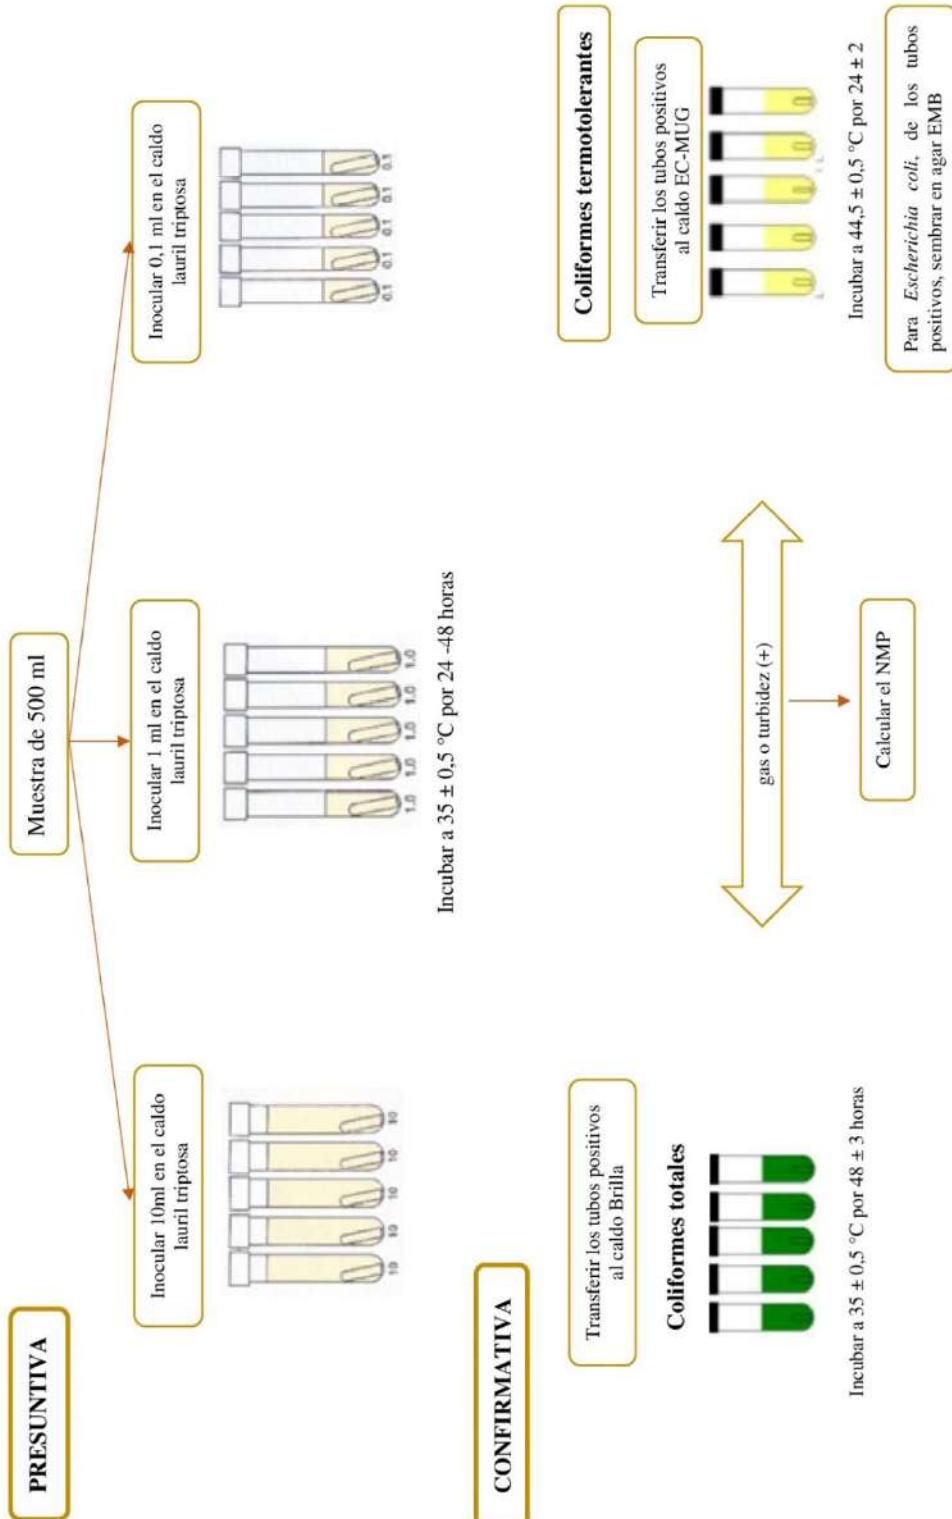 PRESUNTIVA
Muestra de 500 ml
Inocular 10ml en el caldo
lauril triptosa
Inocular 1 ml en el caldo
lauril triptosa
Inocular 0,1 ml en el caldo
lauril triptosa
10 10 10 10 10
1.0 1.0 1.0 1.0 1.0
0.1 0.1 0.1 0.1 0.1
Incubar a 35 ± 0,5 °C por 24 -48 horas
CONFIRMATIVA
Transferir los tubos positivos
al caldo Brilla
Coliformes totales
Incubar a 35 ± 0,5 °C por 48 ± 3 horas
gas o turbidez (+)
Calcular el NMP
Coliformes termotolerantes
Transferir los tubos positivos
al caldo EC-MUG
Incubar a 44,5 ± 0,5 °C por 24 ± 2
Para Escherichia coli, de los tubos
positivos, sembrar en agar EMB